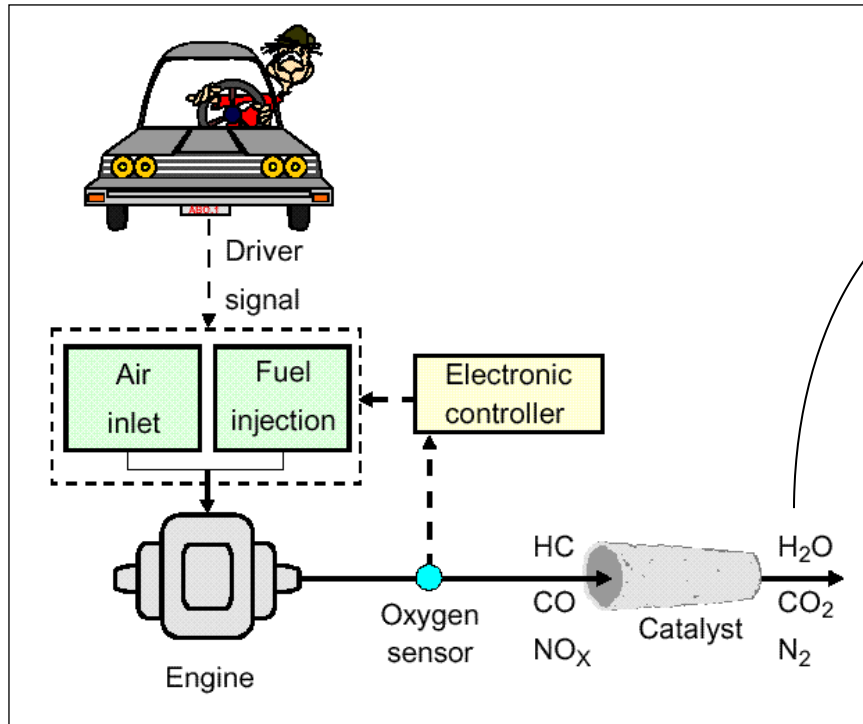 Driver
signal
Air
inlet
Fuel
injection
Electronic
controller
Engine
Oxygen
sensor
HC
CO
NOX
Catalyst
H2O
CO2
N2